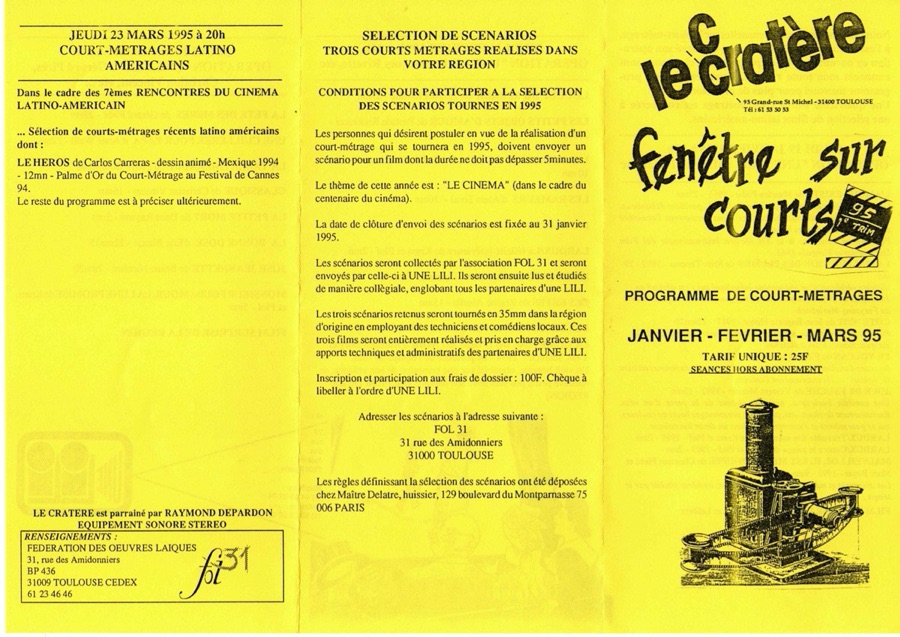 JEUDI 23 MARS 1995 à 20h
COURT-METRAGES LATINO
AMERICAINS
Dans le cadre des 7èmes RENCONTRES DU CINEMA
LATINO-AMERICAIN
... Sélection de courts-métrages récents latino américains
dont :
LE HEROS de Carlos Carreras - dessin animé - Mexique 1994
- 12mn - Palme d'Or du Court-Métrage au Festival de Cannes
94.
Le reste du programme est à préciser ultérieurement.
LE CRATERE est parrainé par RAYMOND DEPARDON
EQUIPEMENT SONORE STEREO
RENSEIGNEMENTS :
FEDERATION DES OEUVRES LAIQUES
31, rue des Amidonniers
BP 436
31009 TOULOUSE CEDEX
61 23 46 46
fol 31
SELECTION DE SCENARIOS
TROIS COURTS METRAGES REALISES DANS
VOTRE REGION
CONDITIONS POUR PARTICIPER A LA SELECTION
DES SCENARIOS TOURNES EN 1995
Les personnes qui désirent postuler en vue de la réalisation d'un
court-métrage qui se tournera en 1995, doivent envoyer un
scénario pour un film dont la durée ne doit pas dépasser 5minutes.
Le thème de cette année est : "LE CINEMA" (dans le cadre du
centenaire du cinéma).
La date de clôture d'envoi des scénarios est fixée au 31 janvier
1995.
Les scénarios seront collectés par l'association FOL 31 et seront
envoyés par celle-ci à UNE LILI. Ils seront ensuite lus et étudiés
de manière collègiale, englobant tous les partenaires d'une LILI.
Les trois scénarios retenus seront tournés en 35mm dans la région
d'origine en employant des techniciens et comédiens locaux. Ces
trois films seront entièrement réalisés et pris en charge grâce aux
apports techniques et administratifs des partenaires d'UNE LILI.
Inscription et participation aux frais de dossier : 100F. Chèque à
libeller à l'ordre d'UNE LILI.
Adresser les scénarios à l'adresse suivante :
FOL 31
31 rue des Amidonniers
31000 TOULOUSE
Les règles définissant la sélection des scénarios ont été déposées
chez Maître Delatre, huissier, 129 boulevard du Montparnasse 75
006 PARIS
le cratère
95 Grand-rue St Michel - 31400 TOULOUSE
Tél : 61 53 50 53
fenêtre sur
courts
95
1er TRIM
PROGRAMME DE COURT-METRAGES
JANVIER - FEVRIER - MARS 95
TARIF UNIQUE : 25F
SEANCES HORS ABONNEMENT